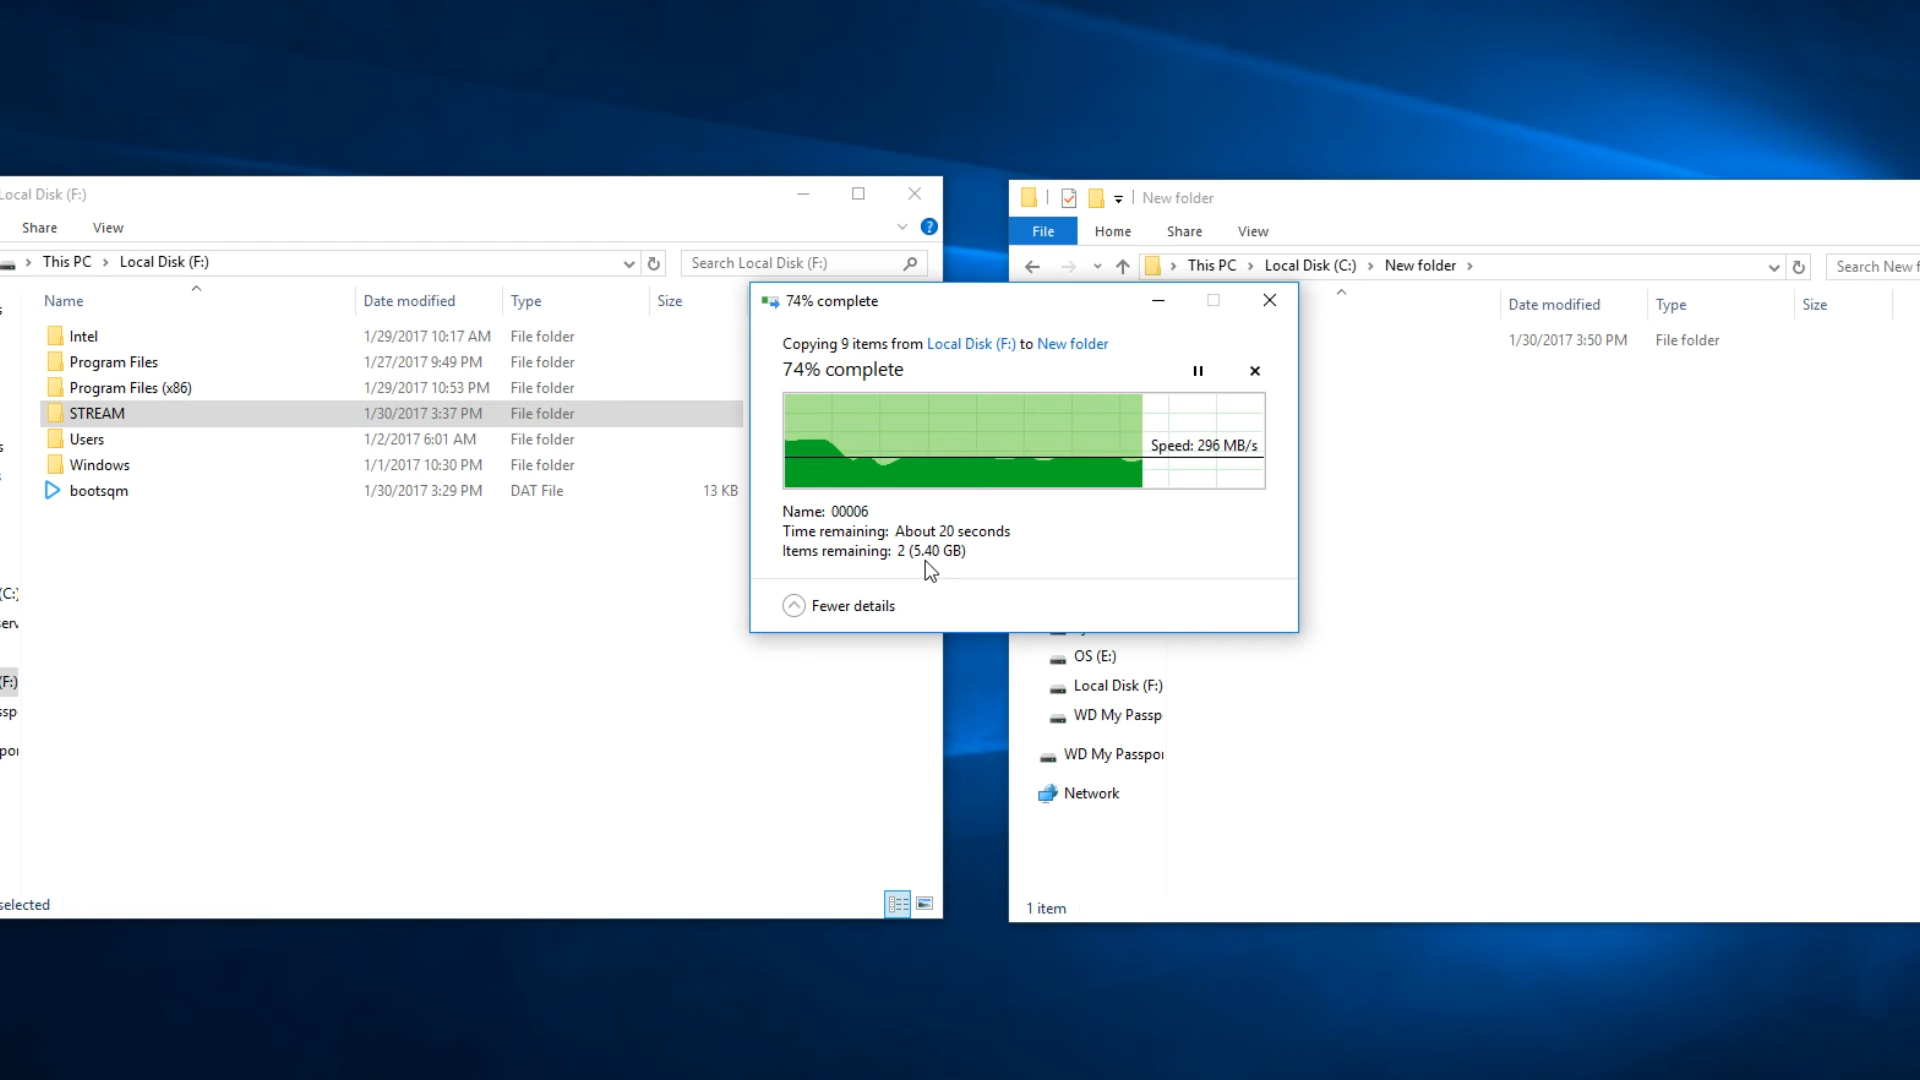 Local Disk (F:)
Share View
This PC Local Disk (F:) Search Local Disk (F:)
Name Date modified Type Size
Intel 1/29/2017 10:17 AM File folder
Program Files 1/27/2017 9:49 PM File folder
Program Files (x86) 1/29/2017 10:53 PM File folder
STREAM 1/30/2017 3:37 PM File folder
Users 1/2/2017 6:01 AM File folder
Windows 1/1/2017 10:30 PM File folder
bootsqm 1/30/2017 3:29 PM DAT File 13 KB
(C:)
(F:)
selected
74% complete
Copying 9 items from Local Disk (F:) to New folder
74% complete
Speed: 296 MB/s
Name: 00006
Time remaining: About 20 seconds
Items remaining: 2 (5.40 GB)
Fewer details
New folder
File Home Share View
This PC Local Disk (C:) New folder Search New f
Date modified Type Size
1/30/2017 3:50 PM File folder
OS (E:)
Local Disk (F:)
WD My Passp
WD My Passpor
Network
1 item